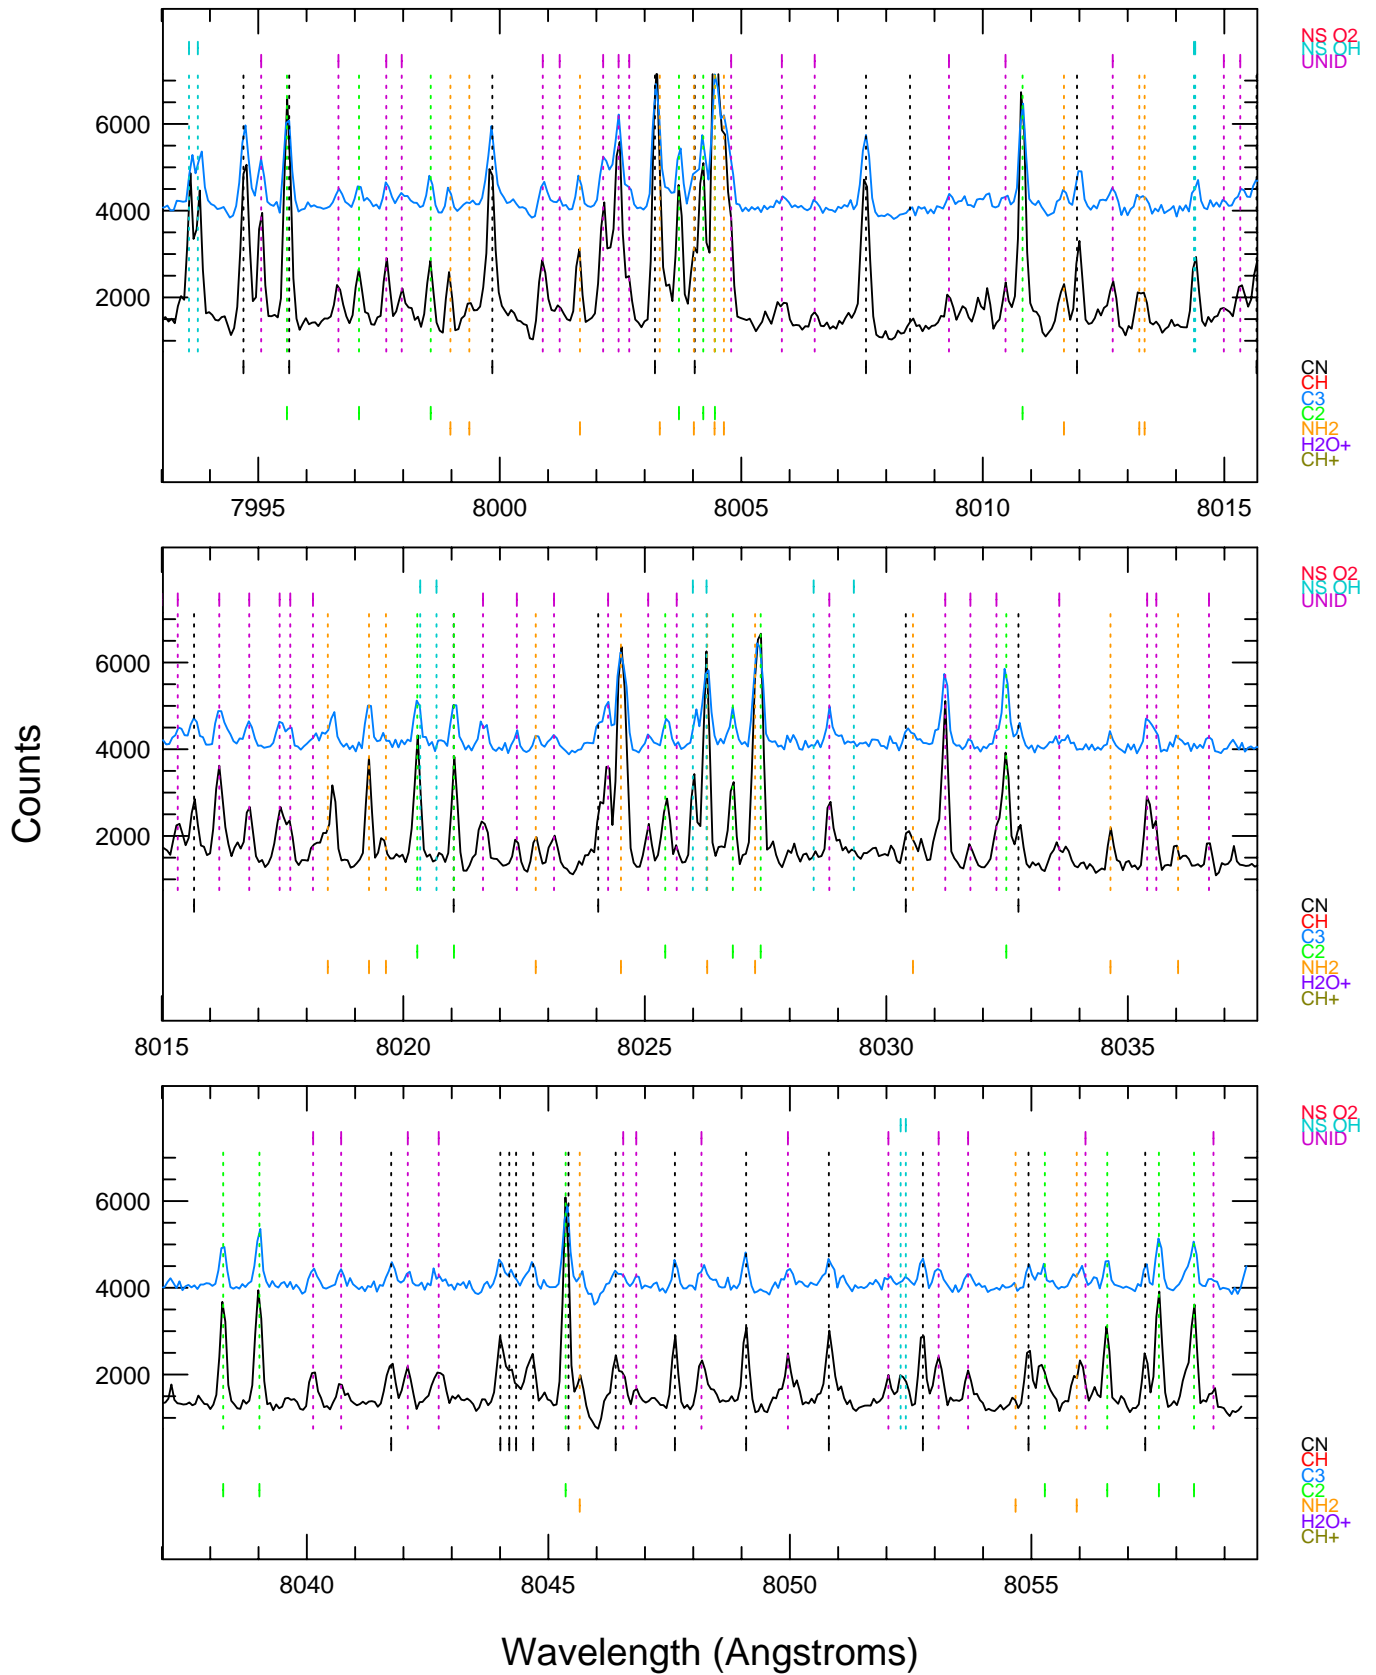 NS O2
NS OH
UNID
6000
4000
2000
CN
CH
C3
C2
NH2
H2O+
CH+
7995
8000
8005
8010
8015
NS O2
NS OH
UNID
6000
4000
2000
CN
CH
C3
C2
NH2
H2O+
CH+
8015
8020
8025
8030
8035
Counts
NS O2
NS OH
UNID
6000
4000
2000
CN
CH
C3
C2
NH2
H2O+
CH+
8040
8045
8050
8055
Wavelength (Angstroms)